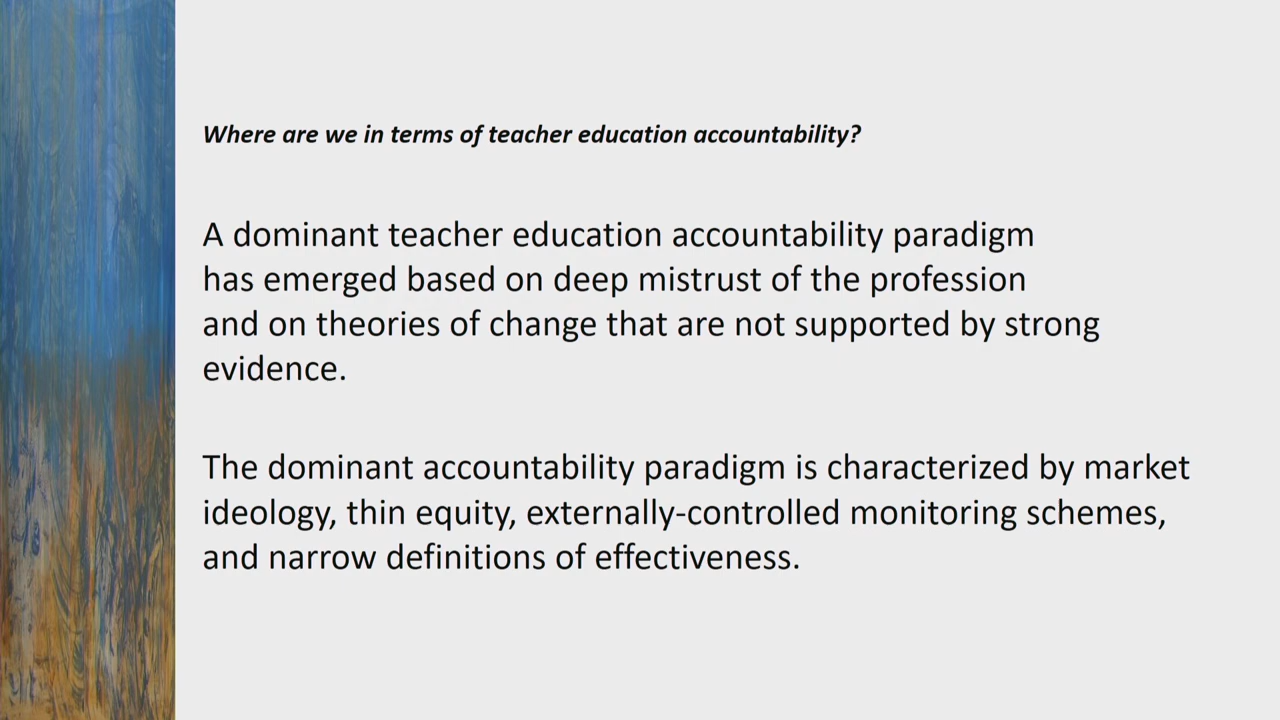 Where are we in terms of teacher education accountability?
A dominant teacher education accountability paradigm
has emerged based on deep mistrust of the profession
and on theories of change that are not supported by strong
evidence.
The dominant accountability paradigm is characterized by market
ideology, thin equity, externally-controlled monitoring schemes,
and narrow definitions of effectiveness.